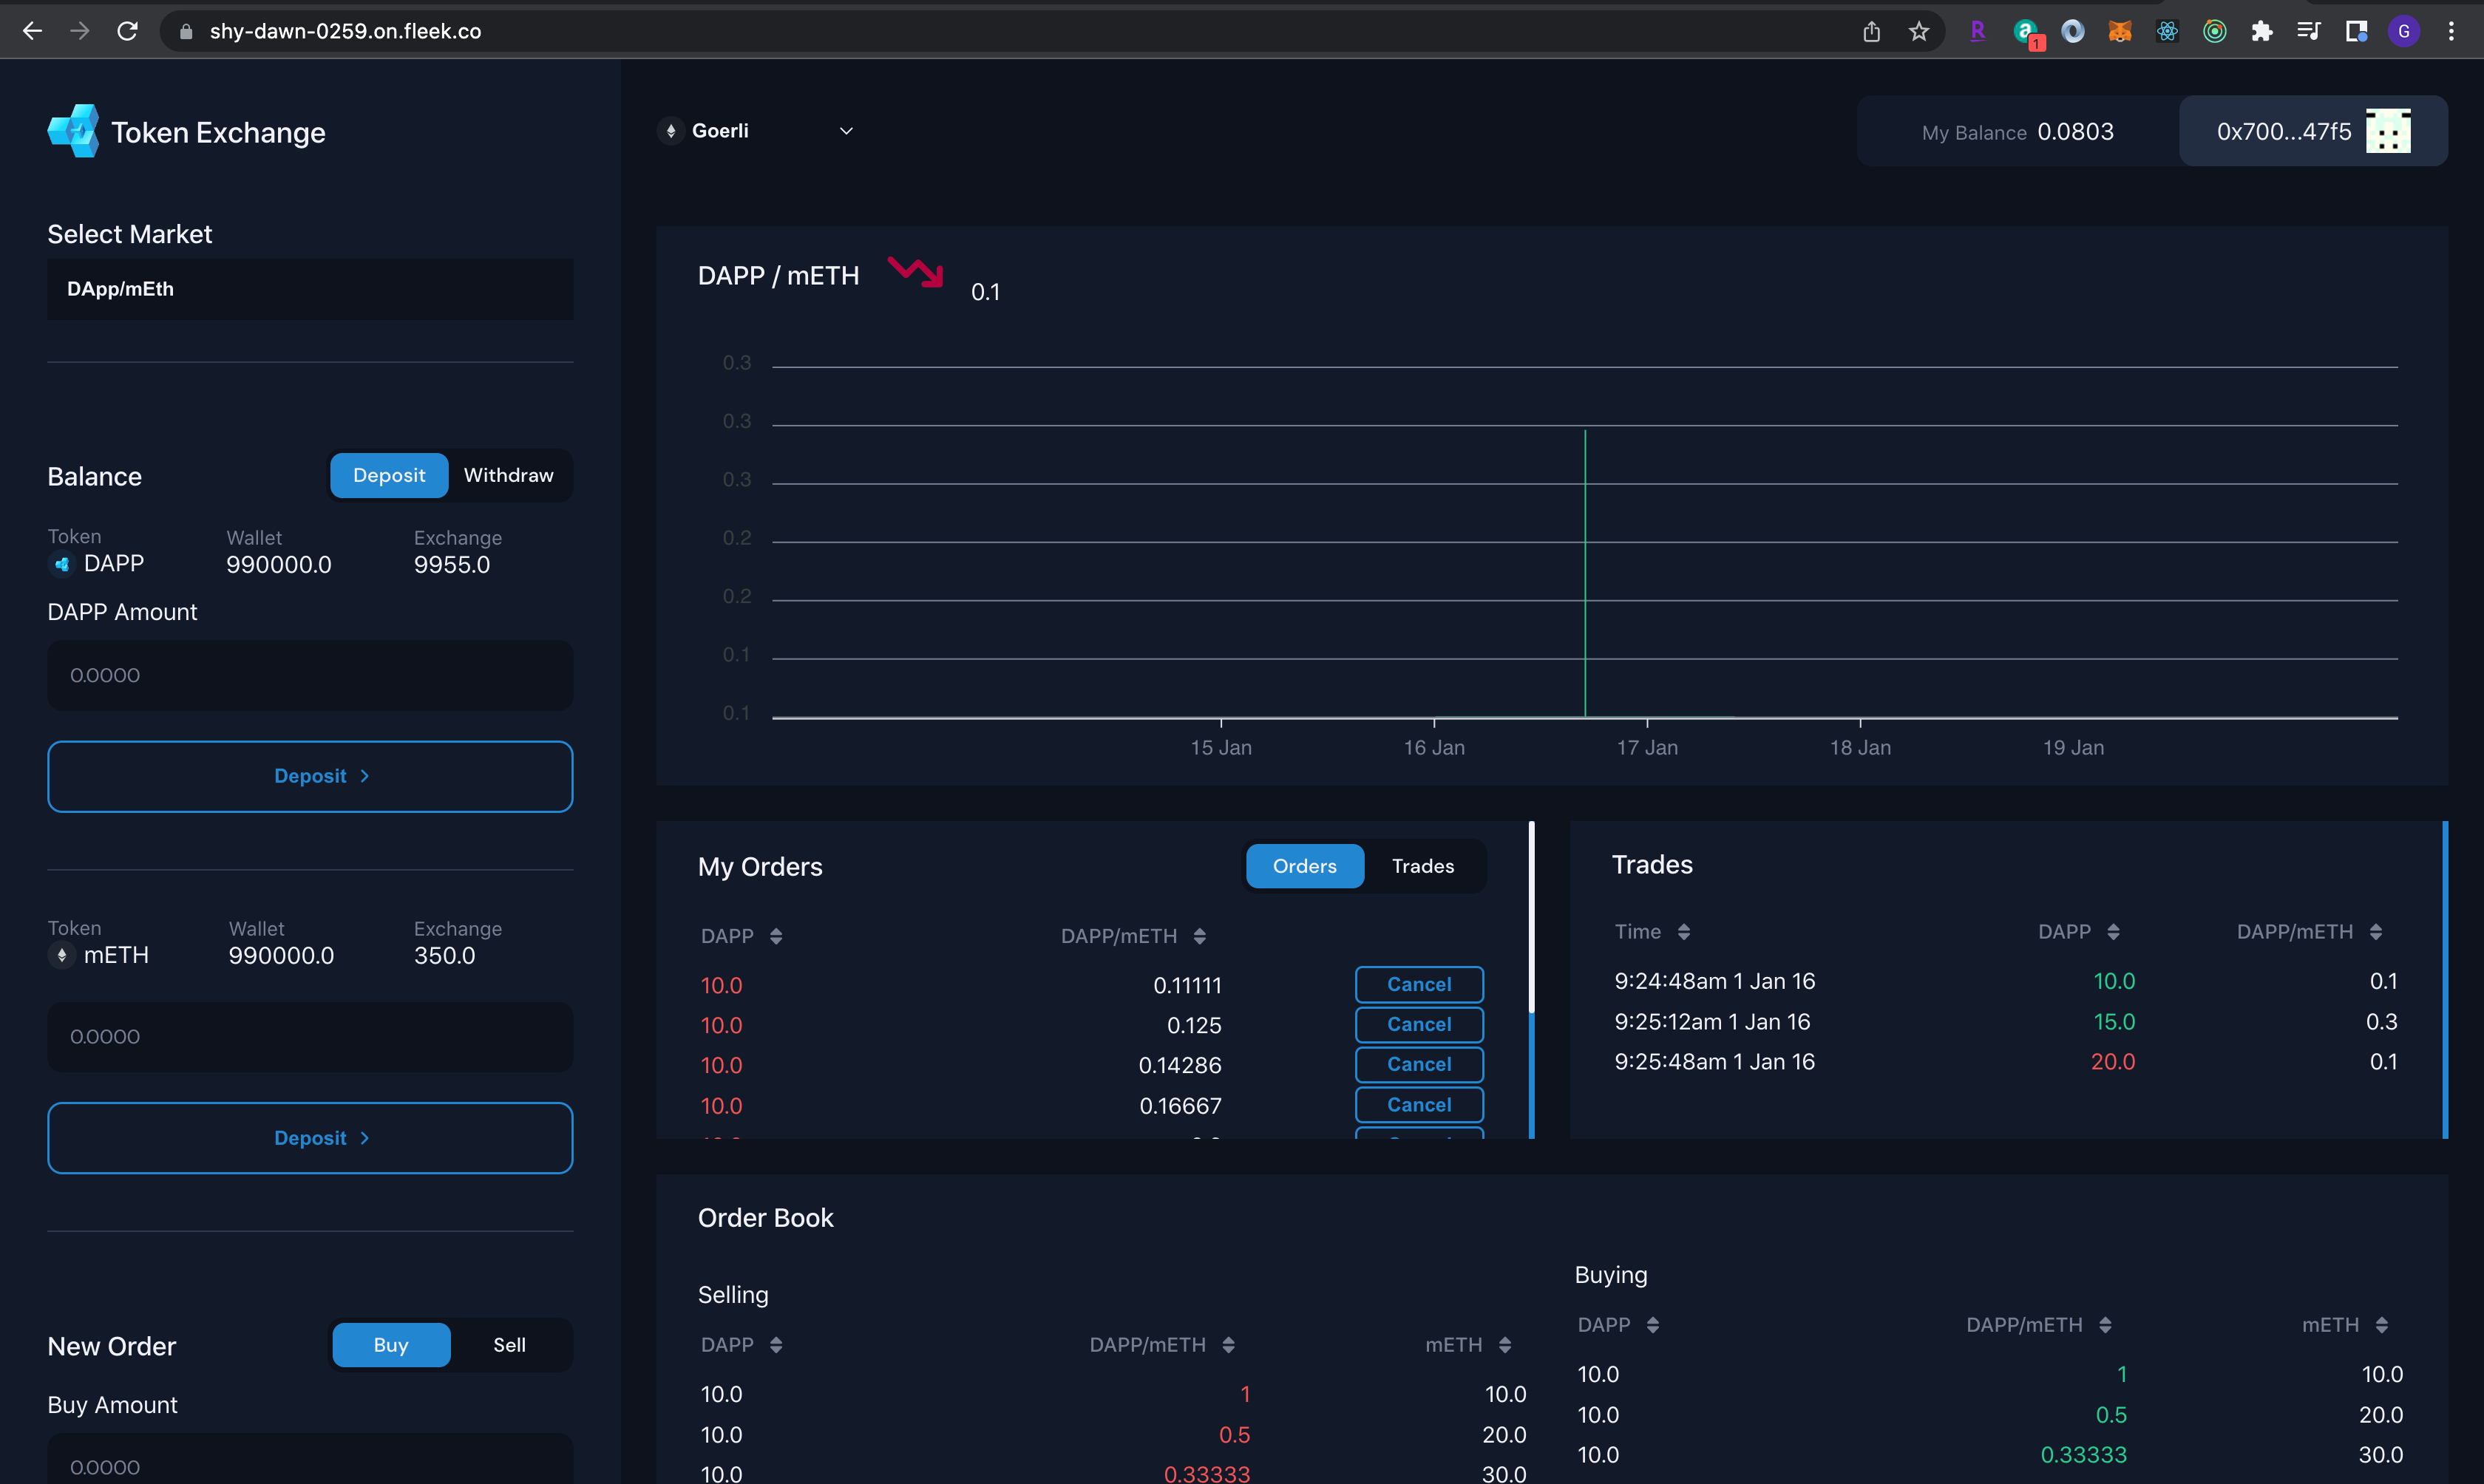 shy-dawn-0259.on.fleek.co
R
a
1
G
Token Exchange
Goerli
My Balance 0.0803
0x700...47f5
Select Market
DApp/mEth
Balance
Deposit
Withdraw
Token
Wallet
Exchange
DAPP
990000.0
9955.0
DAPP Amount
0.0000
Deposit
Token
Wallet
Exchange
mETH
990000.0
350.0
0.0000
Deposit
New Order
Buy
Sell
Buy Amount
0.0000
DAPP / mETH
0.1
0.3
0.3
0.3
0.2
0.2
0.1
0.1
15 Jan
16 Jan
17 Jan
18 Jan
19 Jan
My Orders
Orders
Trades
DAPP
DAPP/mETH
10.0 0.11111 Cancel
10.0 0.125 Cancel
10.0 0.14286 Cancel
10.0 0.16667 Cancel
Trades
Time DAPP DAPP/mETH
9:24:48am 1 Jan 16 10.0 0.1
9:25:12am 1 Jan 16 15.0 0.3
9:25:48am 1 Jan 16 20.0 0.1
Order Book
Selling
DAPP DAPP/mETH mETH
10.0 1 10.0
10.0 0.5 20.0
10.0 0.33333 30.0
Buying
DAPP DAPP/mETH mETH
10.0 1 10.0
10.0 0.5 20.0
10.0 0.33333 30.0